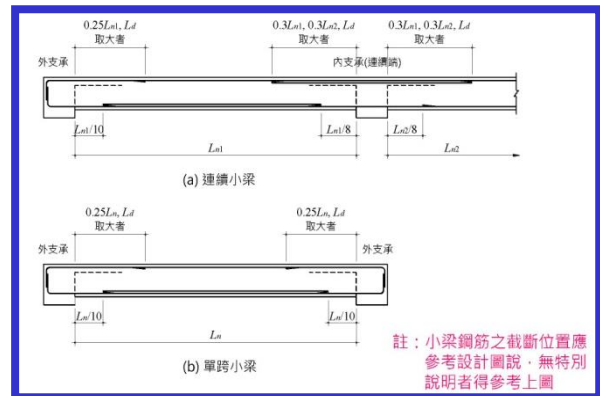 0.25Ln1, Ld
取大者
0.3Ln1, 0.3Ln2, Ld
取大者
0.3Ln1, 0.3Ln2, Ld
取大者
外支承
內支承(連續端)
Ln1/10
Ln1/8
Ln2/8
Ln1
Ln2
(a) 連續小梁
0.25Ln, Ld
取大者
0.25Ln, Ld
取大者
外支承
外支承
Ln/10
Ln/10
Ln
(b) 單跨小梁
註：小梁鋼筋之截斷位置應
參考設計圖說，無特別
說明者得參考上圖